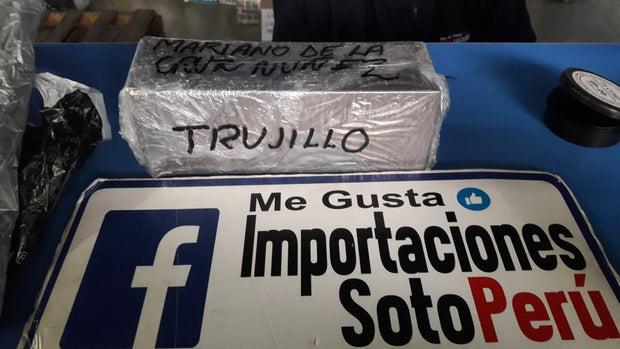 MARIANO DE LA
CRUZ NUÑEZ
TRUJILLO
Me Gusta
f
Importaciones
SotoPerú